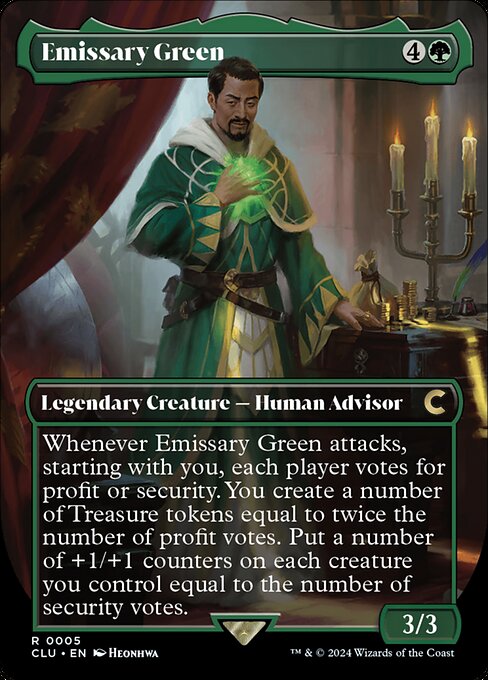 Emissary Green 4
Legendary Creature — Human Advisor
Whenever Emissary Green attacks,
starting with you, each player votes for
profit or security. You create a number
of Treasure tokens equal to twice the
number of profit votes. Put a number
of +1/+1 counters on each creature
you control equal to the number of
security votes.
3/3
R 0005
CLU • EN Heonhwa
™ & © 2024 Wizards of the Coast